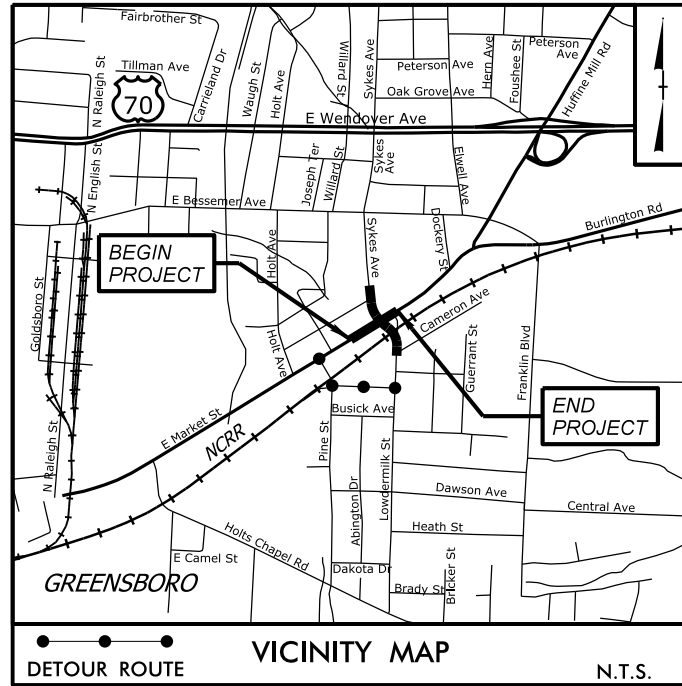 Fairbrother St
Tillman Ave
N Raleigh St
70
Carrieland Dr
Waugh St
Holt Ave
Willard St
Sykes Ave
Peterson Ave
Oak Grove Ave
Hern Ave
Foushee St
Peterson
Ave
Huffine Mill Rd
E Wendover Ave
N English St
Joseph Ter
Willard St
Sykes
Ave
Elwell Ave
E Bessemer Ave
Dockery St
Burlington Rd
BEGIN
PROJECT
Holt Ave
Sykes Ave
Goldsboro St
Cameron Ave
Holt Ave
Guerrant St
Franklin Blvd
END
PROJECT
E Market St
NCRR
Busick Ave
N Raleigh St
Pine St
Abington Dr
Lowdermilk St
Dawson Ave
Central Ave
Heath St
Holts Chapel Rd
E Camel St
Dakota Dr
Brady St
Bricker St
GREENSBORO
DETOUR ROUTE
VICINITY MAP
N.T.S.